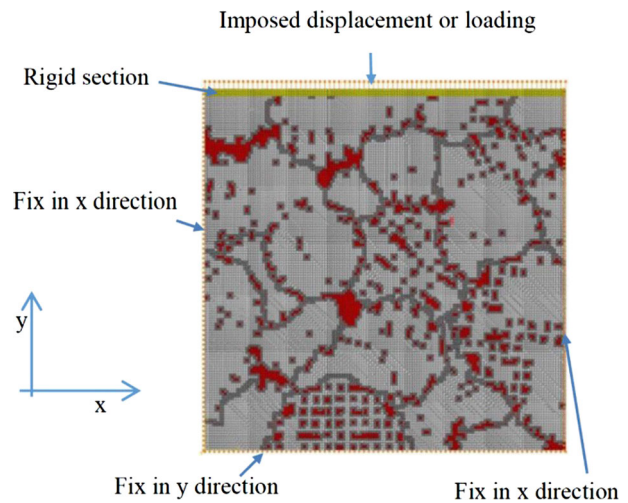 Imposed displacement or loading
Rigid section
Fix in x direction
y
x
Fix in y direction
Fix in x direction